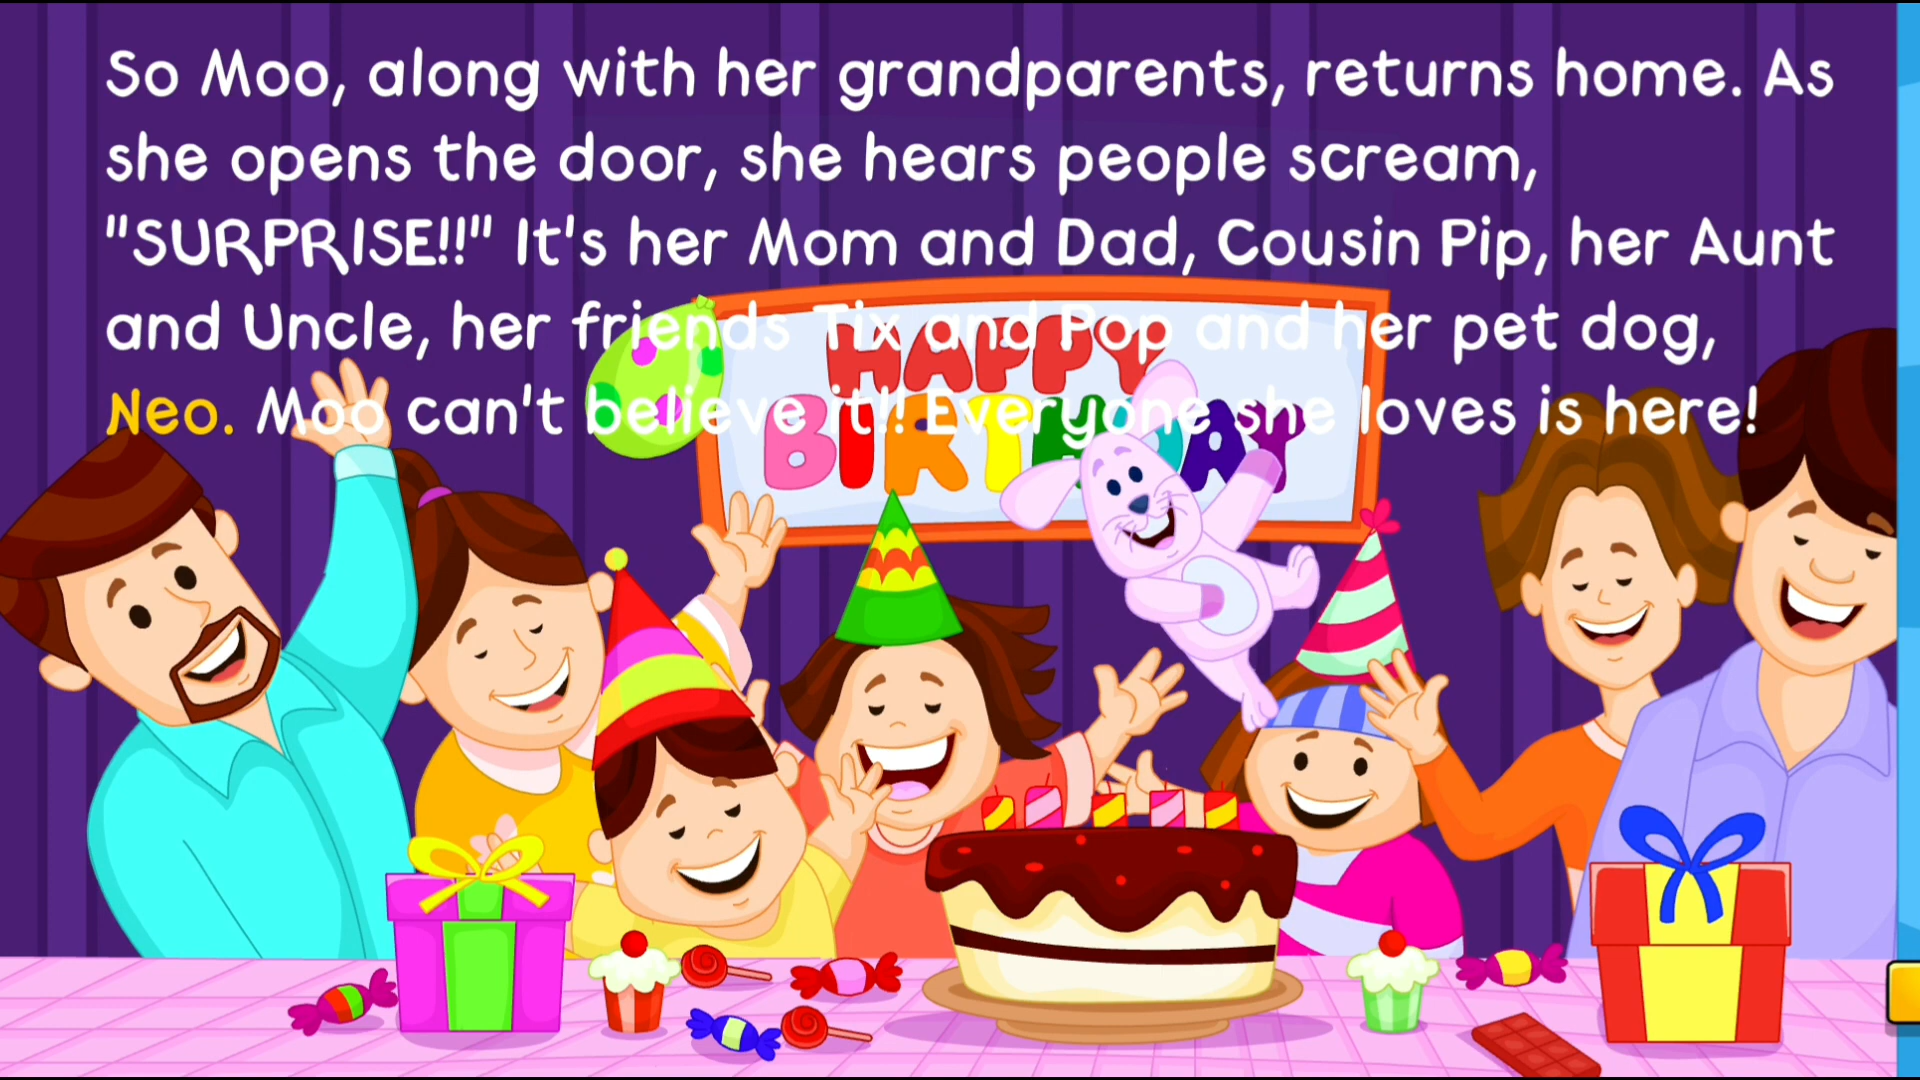 So Moo, along with her grandparents, returns home. As
she opens the door, she hears people scream,
"SURPRISE!!" It's her Mom and Dad, Cousin Pip, her Aunt
and Uncle, her friends Tix and Pop and her pet dog,
Neo. Moo can't believe it!! Everyone she loves is here!
HAPPY
BIRTHDAY